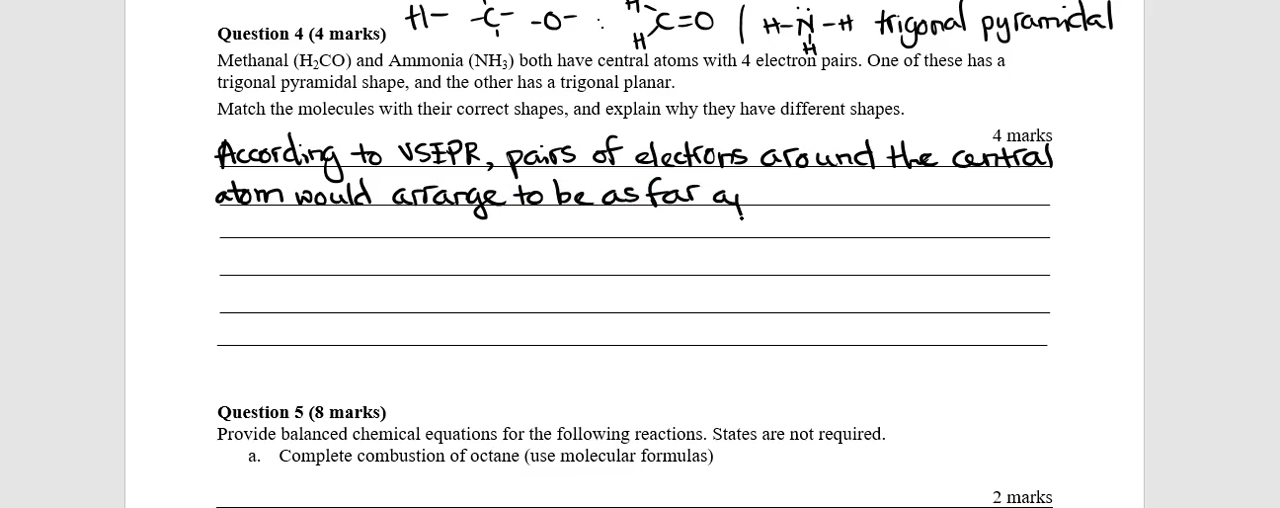 H- -C- -O- : H C=O | H-N-H trigonal pyramidal
H H
Question 4 (4 marks)
Methanal (H₂CO) and Ammonia (NH₃) both have central atoms with 4 electron pairs. One of these has a
trigonal pyramidal shape, and the other has a trigonal planar.
Match the molecules with their correct shapes, and explain why they have different shapes.
4 marks
According to VSEPR, pairs of electrons around the central
atom would arrange to be as far ap
Question 5 (8 marks)
Provide balanced chemical equations for the following reactions. States are not required.
a. Complete combustion of octane (use molecular formulas)
2 marks